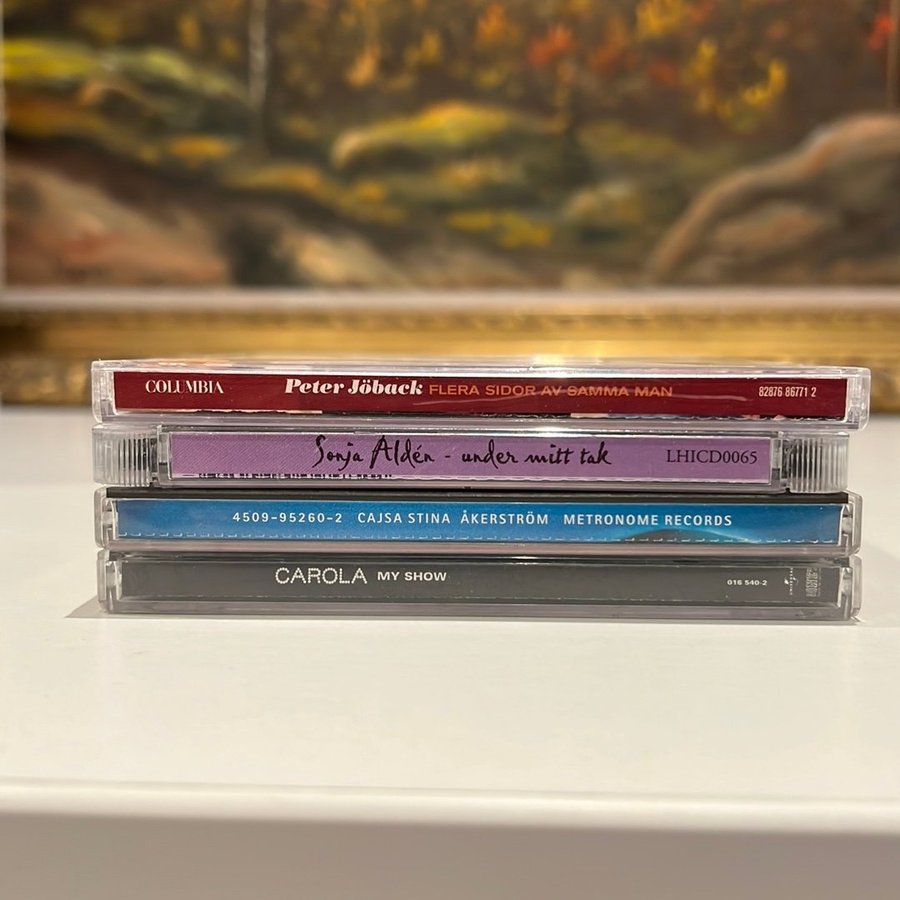 COLUMBIA Peter Jöback FLERA SIDOR AV SAMMA MAN 82876 86771 2
Sonja Aldén - under mitt tak LHICD0065
4509-95260-2 CAJSA STINA ÅKERSTRÖM METRONOME RECORDS
CAROLA MY SHOW 016 540-2